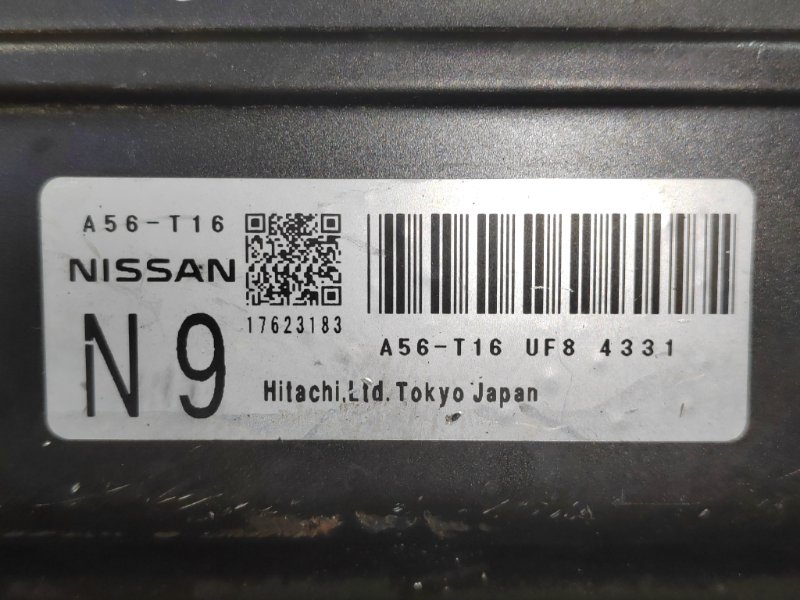 A56-T16
NISSAN
N9
17623183
A56-T16 UF8 4331
Hitachi,Ltd.Tokyo Japan